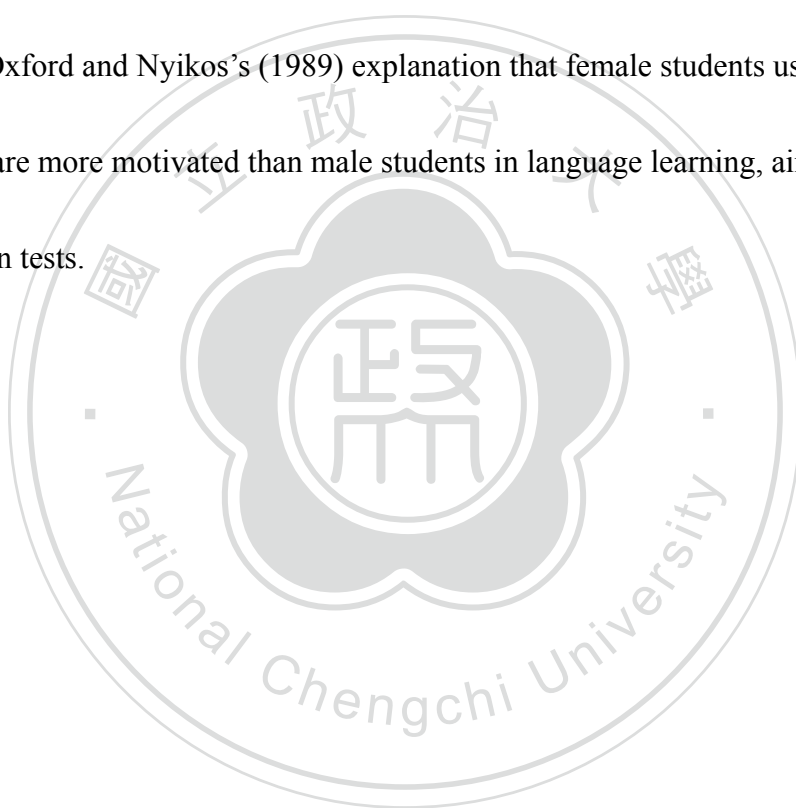 Oxford and Nyikos's (1989) explanation that female students us
are more motivated than male students in language learning, ai
n tests.
國立政治大學
政
National Chengchi University